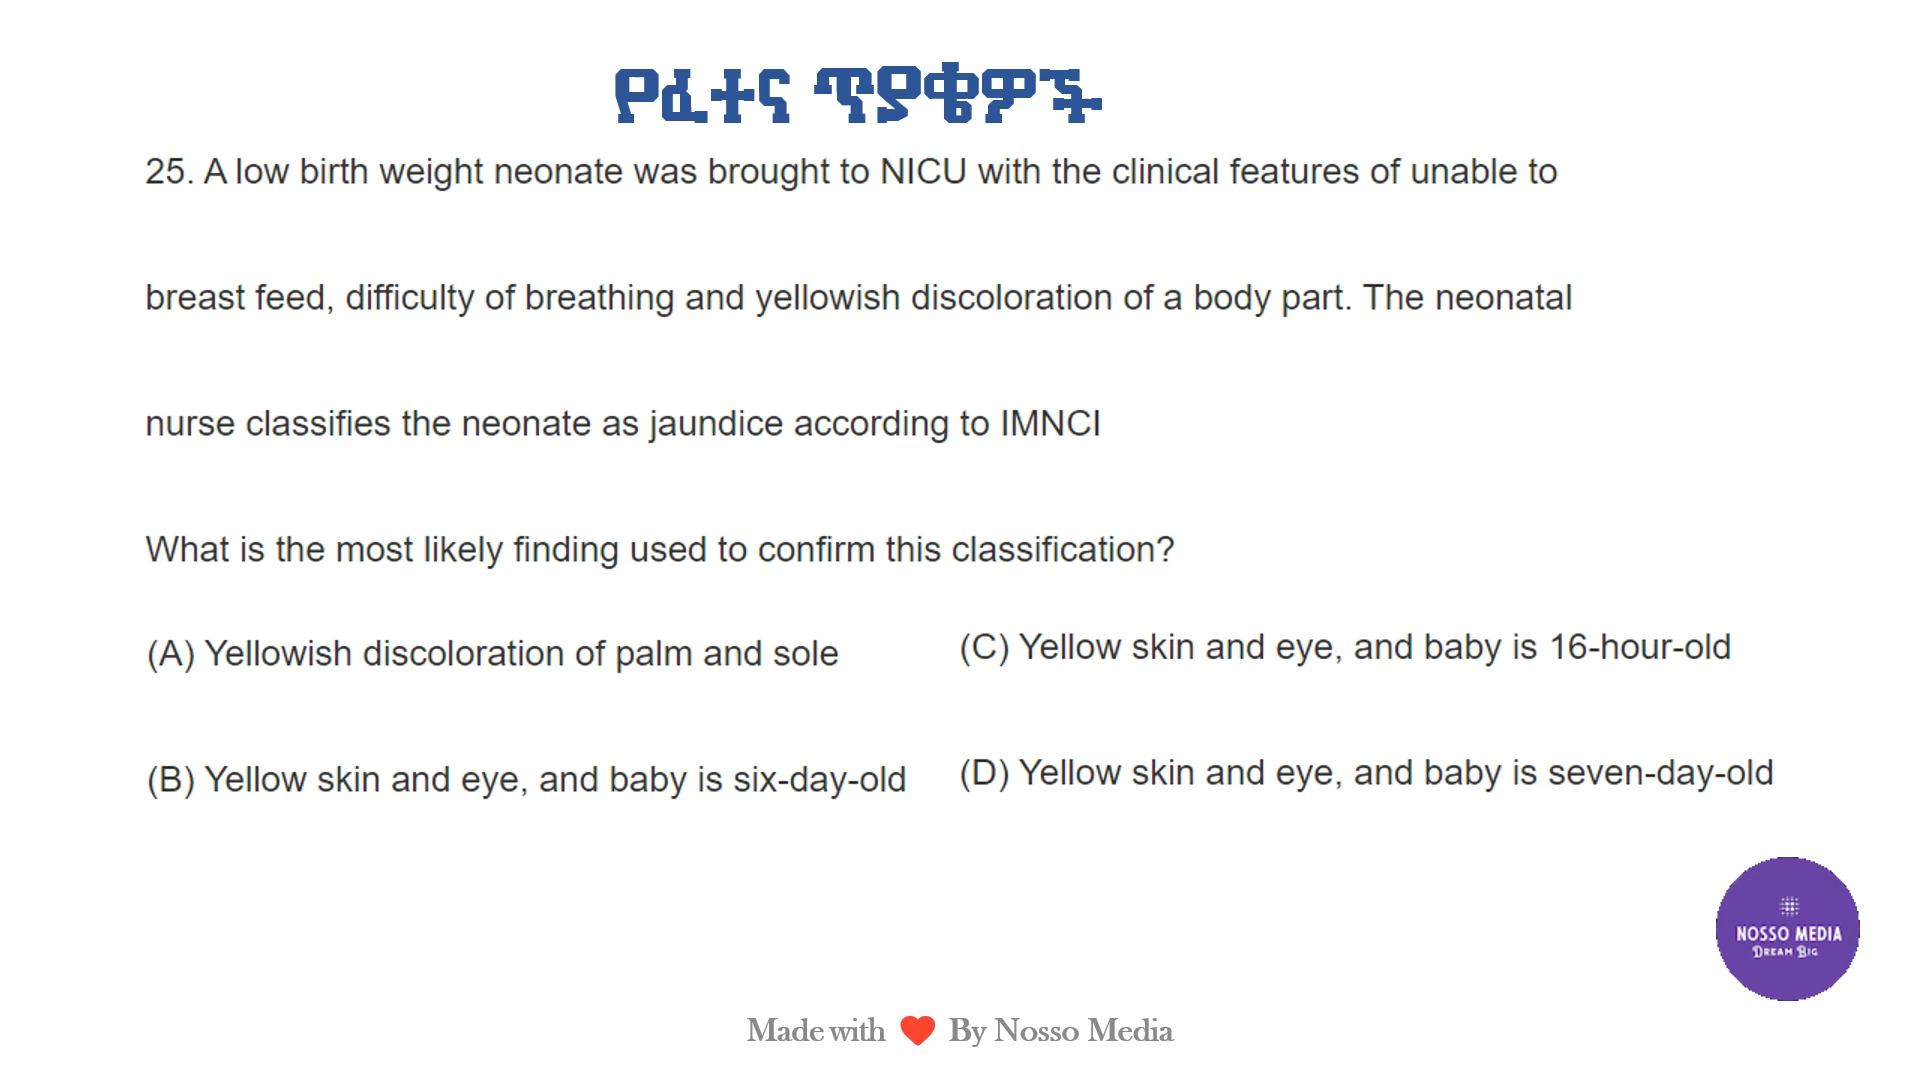 የፈተና ጥያቄዎች
25. A low birth weight neonate was brought to NICU with the clinical features of unable to
breast feed, difficulty of breathing and yellowish discoloration of a body part. The neonatal
nurse classifies the neonate as jaundice according to IMNCI
What is the most likely finding used to confirm this classification?
(A) Yellowish discoloration of palm and sole
(B) Yellow skin and eye, and baby is six-day-old
(C) Yellow skin and eye, and baby is 16-hour-old
(D) Yellow skin and eye, and baby is seven-day-old
NOSSO MEDIA
DREAM BIG
Made with ❤ By Nosso Media